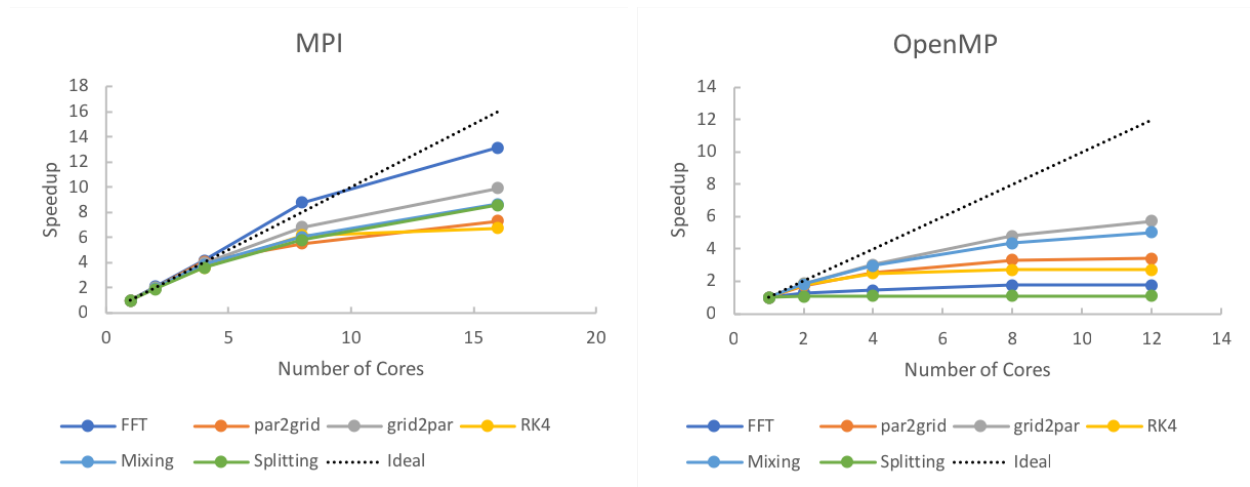 MPI
18
16
14
12
10
8
6
4
2
0
Speedup
0 5 10 15 20
Number of Cores
FFT par2grid grid2par RK4
Mixing Splitting Ideal
OpenMP
14
12
10
8
6
4
2
0
Speedup
0 2 4 6 8 10 12 14
Number of Cores
FFT par2grid grid2par RK4
Mixing Splitting Ideal